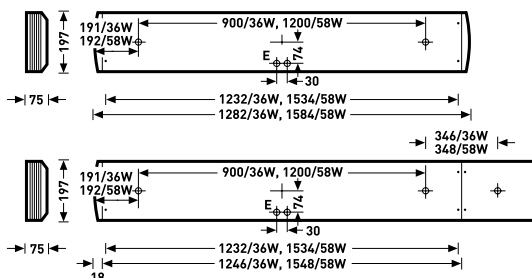 900/36W, 1200/58W
191/36W
192/58W
197
E
74
30
75
1232/36W, 1534/58W
1282/36W, 1584/58W
346/36W
348/58W
900/36W, 1200/58W
191/36W
192/58W
197
E
74
30
75
1232/36W, 1534/58W
1246/36W, 1548/58W
18